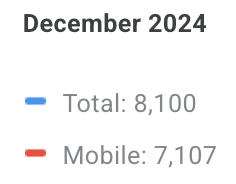 December 2024
Total: 8,100
Mobile: 7,107